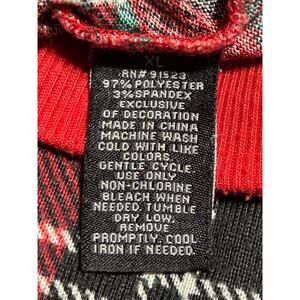 XL
RN# 91523
97% POLYESTER
3% SPANDEX
EXCLUSIVE
OF DECORATION
MADE IN CHINA
MACHINE WASH
COLD WITH LIKE
COLORS.
GENTLE CYCLE.
USE ONLY
NON-CHLORINE
BLEACH WHEN
NEEDED. TUMBLE
DRY LOW.
REMOVE
PROMPTLY. COOL
IRON IF NEEDED.